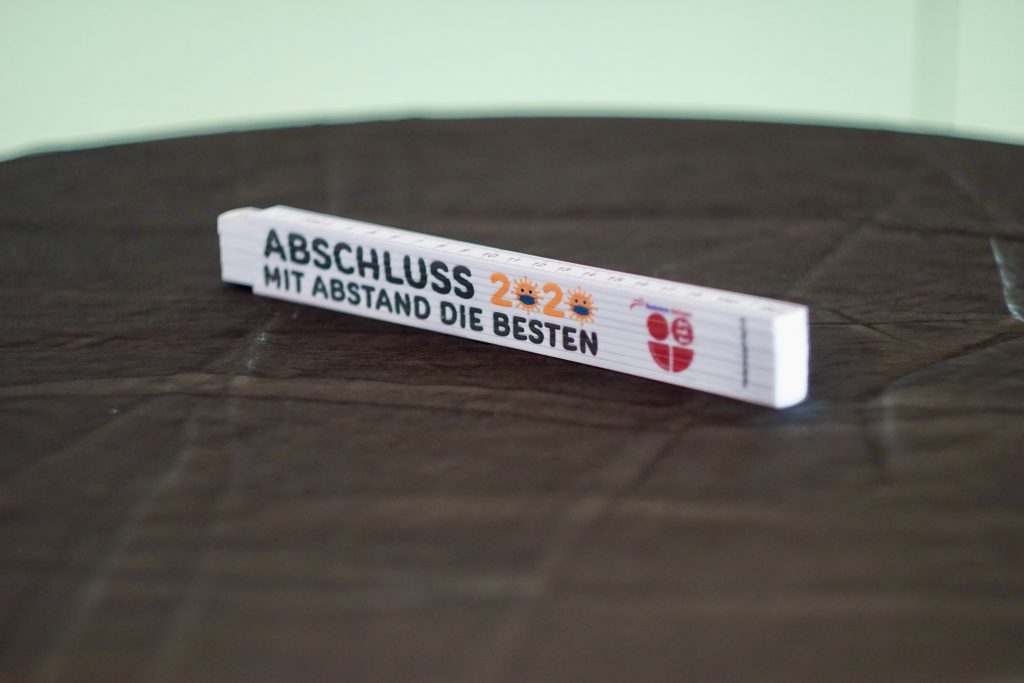 ABSCHLUSS 2020
MIT ABSTAND DIE BESTEN